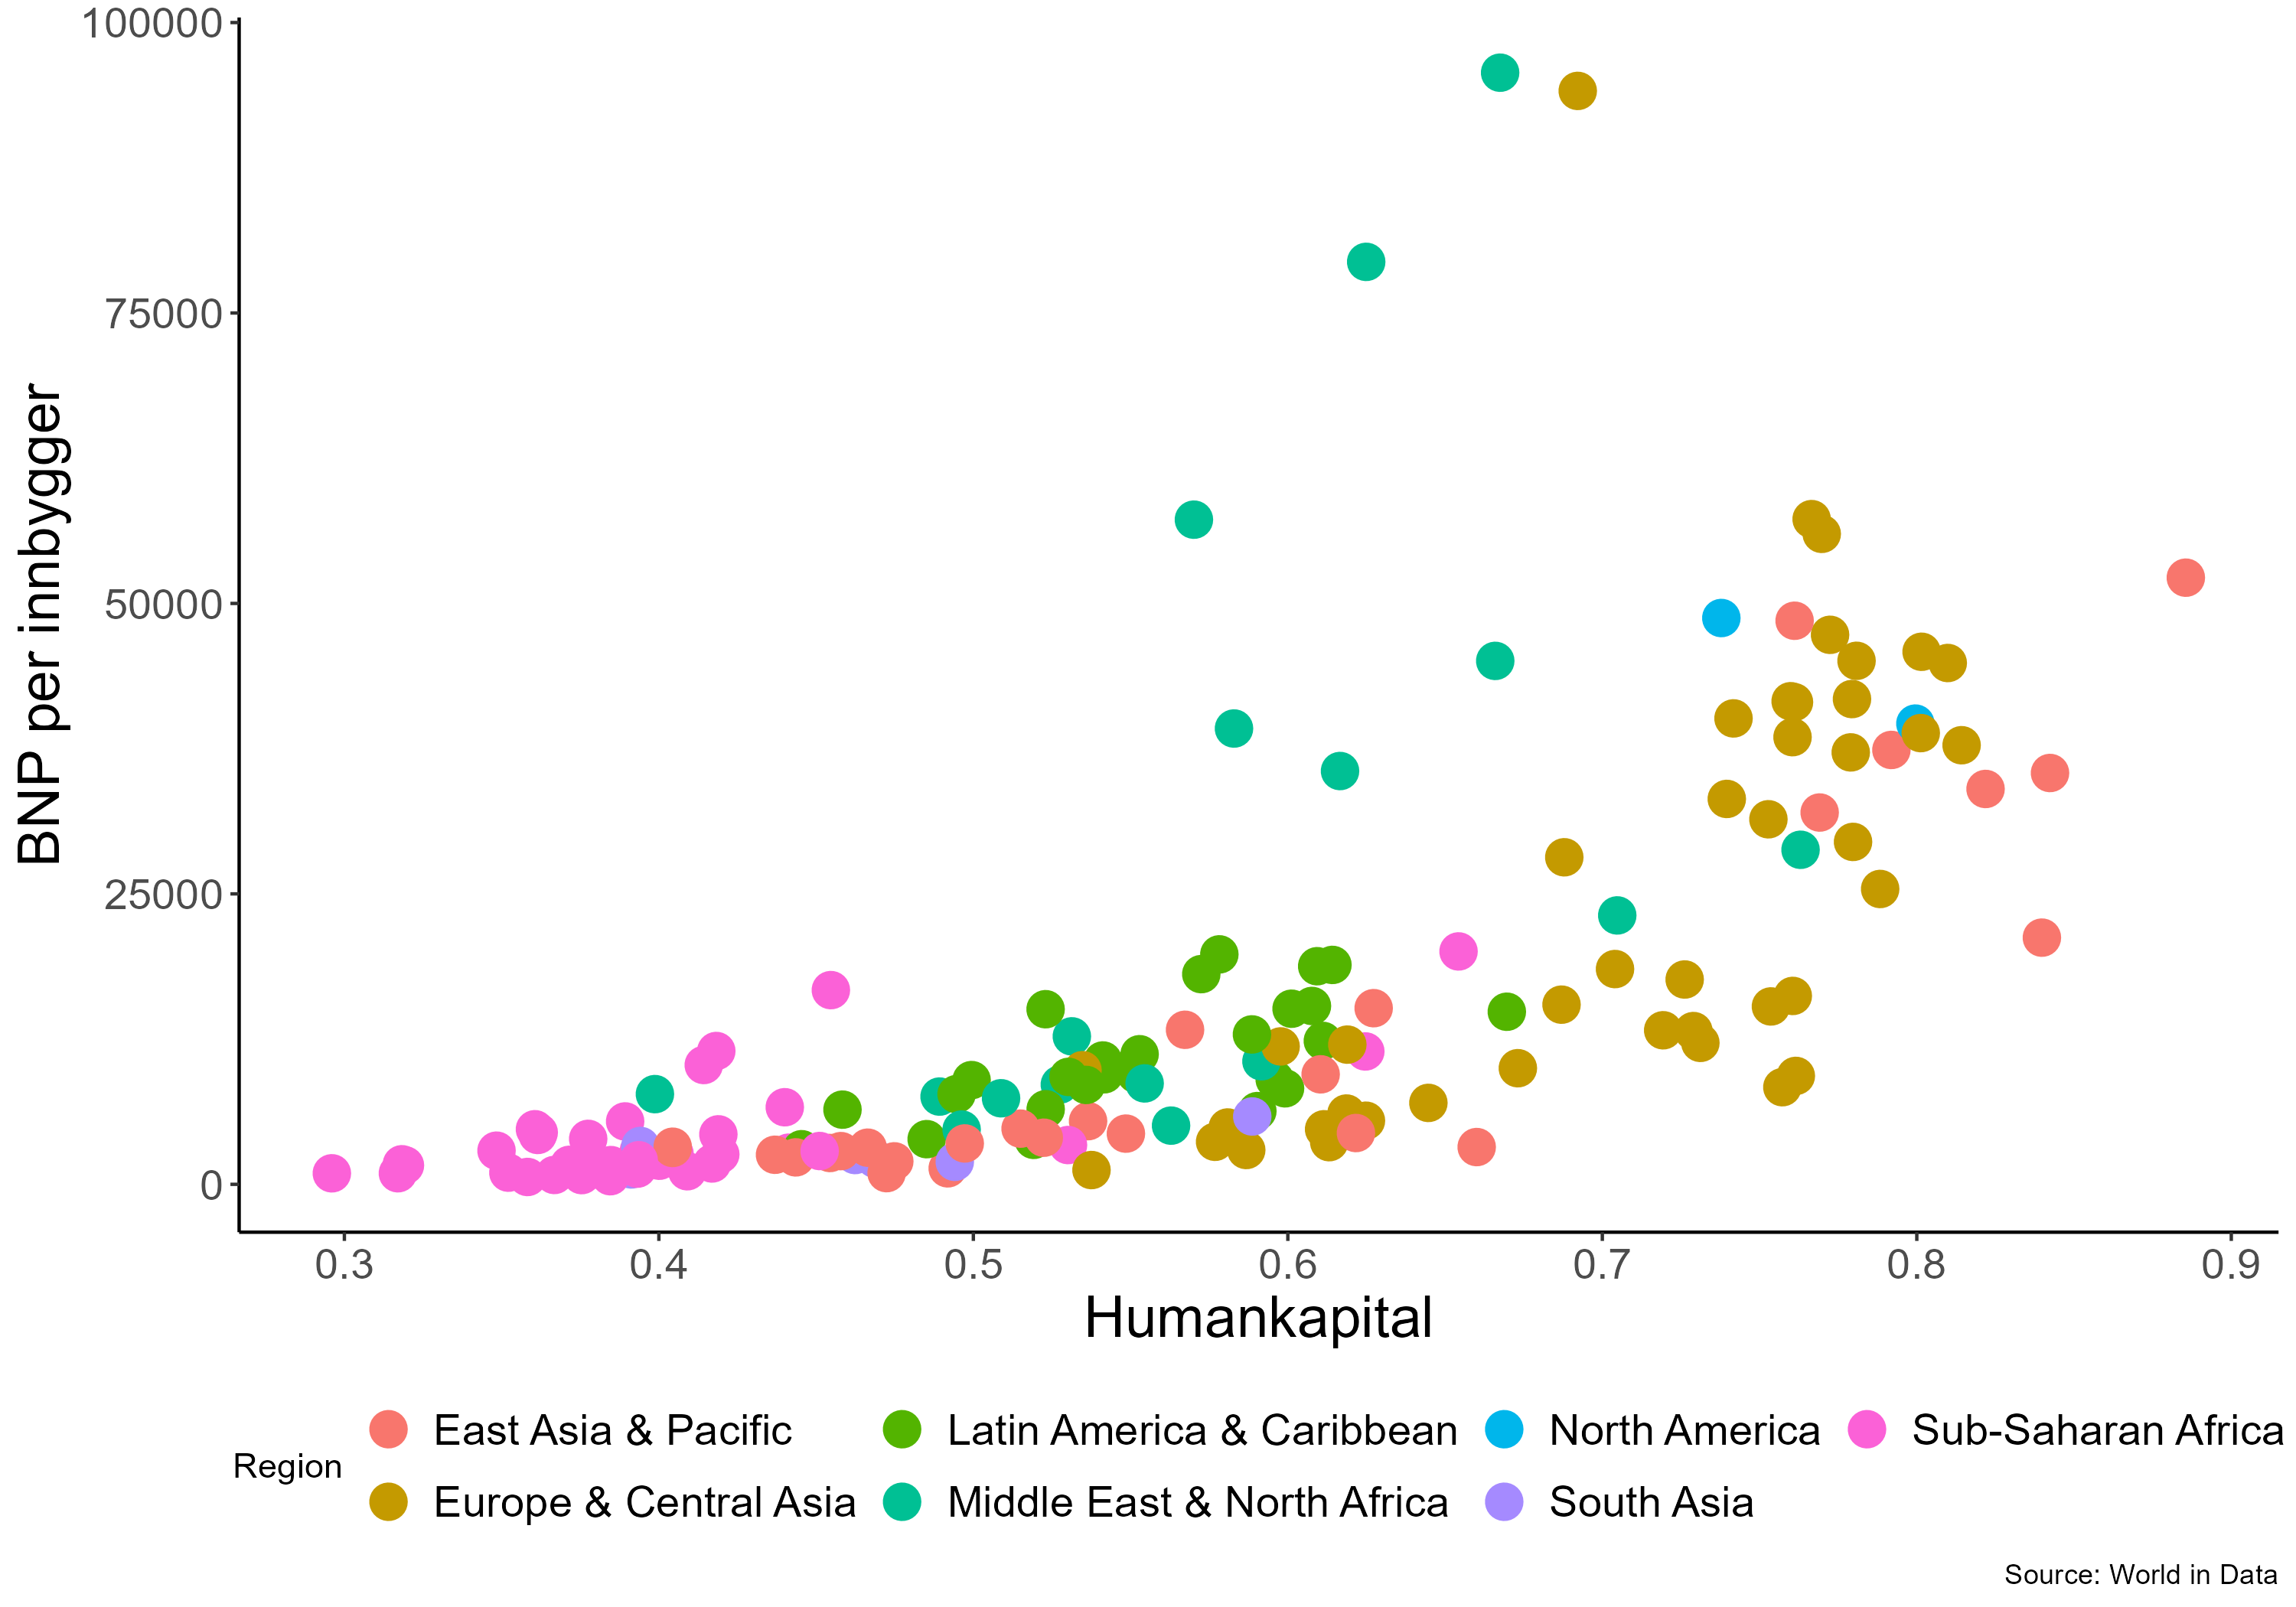 100000
75000
50000
25000
0
BNP per innbygger
0.3 0.4 0.5 0.6 0.7 0.8 0.9
Humankapital
Region
East Asia & Pacific Latin America & Caribbean North America Sub-Saharan Africa
Europe & Central Asia Middle East & North Africa South Asia
Source: World in Data